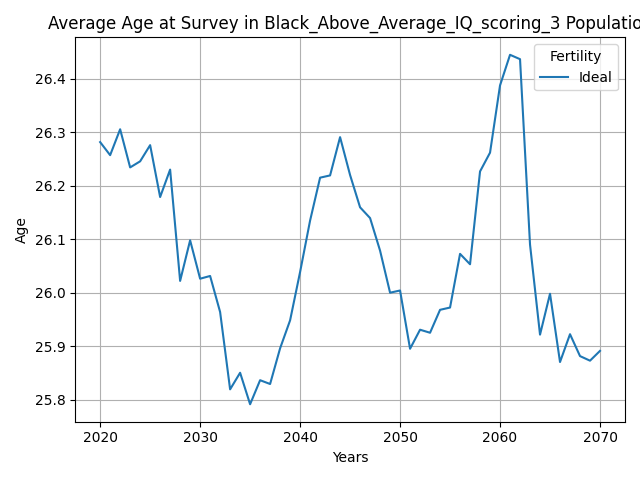 Average Age at Survey in Black_Above_Average_IQ_scoring_3 Populatio
Fertility
Ideal
26.4
26.3
26.2
26.1
26.0
25.9
25.8
Age
2020 2030 2040 2050 2060 2070
Years